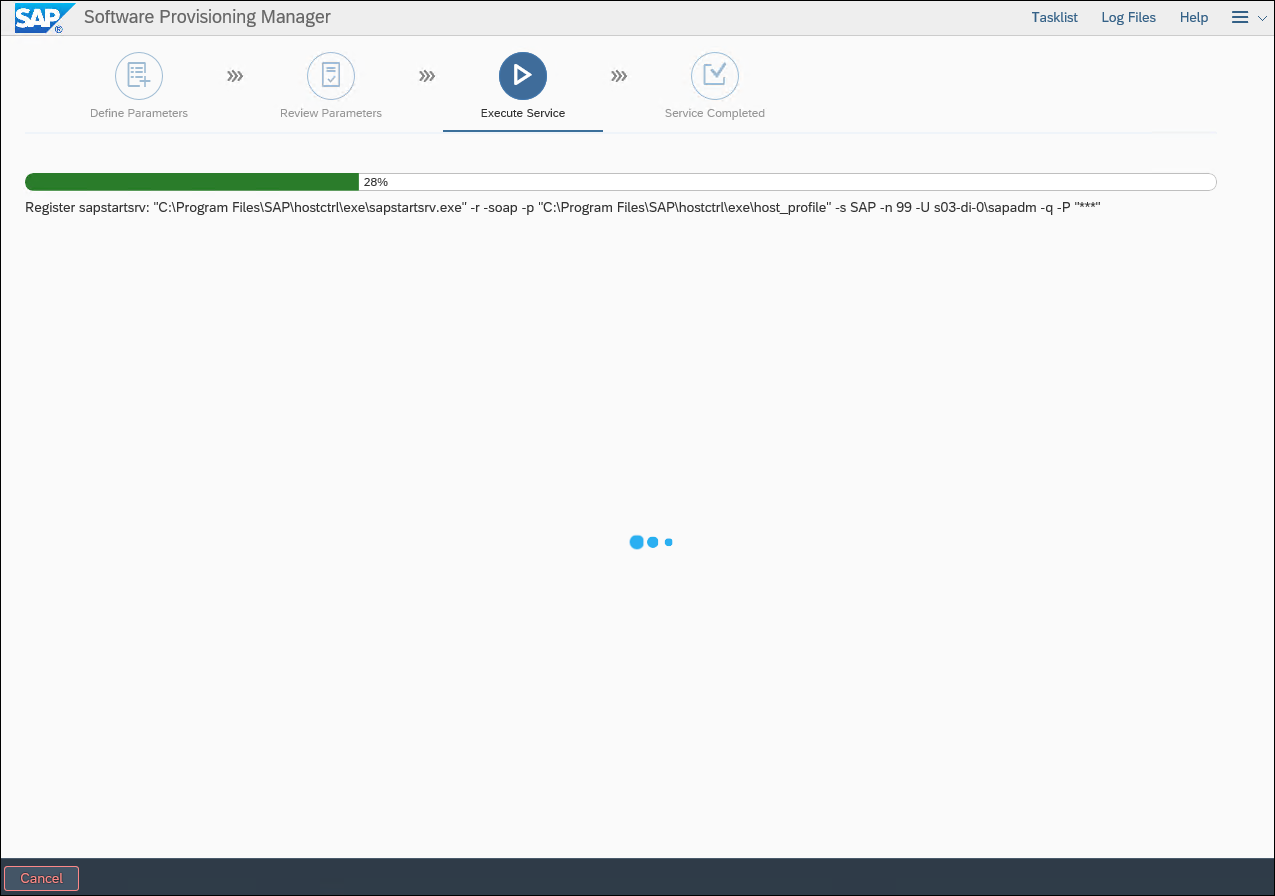 SAP ® Software Provisioning Manager Tasklist Log Files Help
Define Parameters Review Parameters Execute Service Service Completed
28%
Register sapstartsrv: "C:\Program Files\SAP\hostctrl\exe\sapstartsrv.exe" -r -soap -p "C:\Program Files\SAP\hostctrl\exe\host_profile" -s SAP -n 99 -U s03-di-0\sapadm -q -P "***"
Cancel